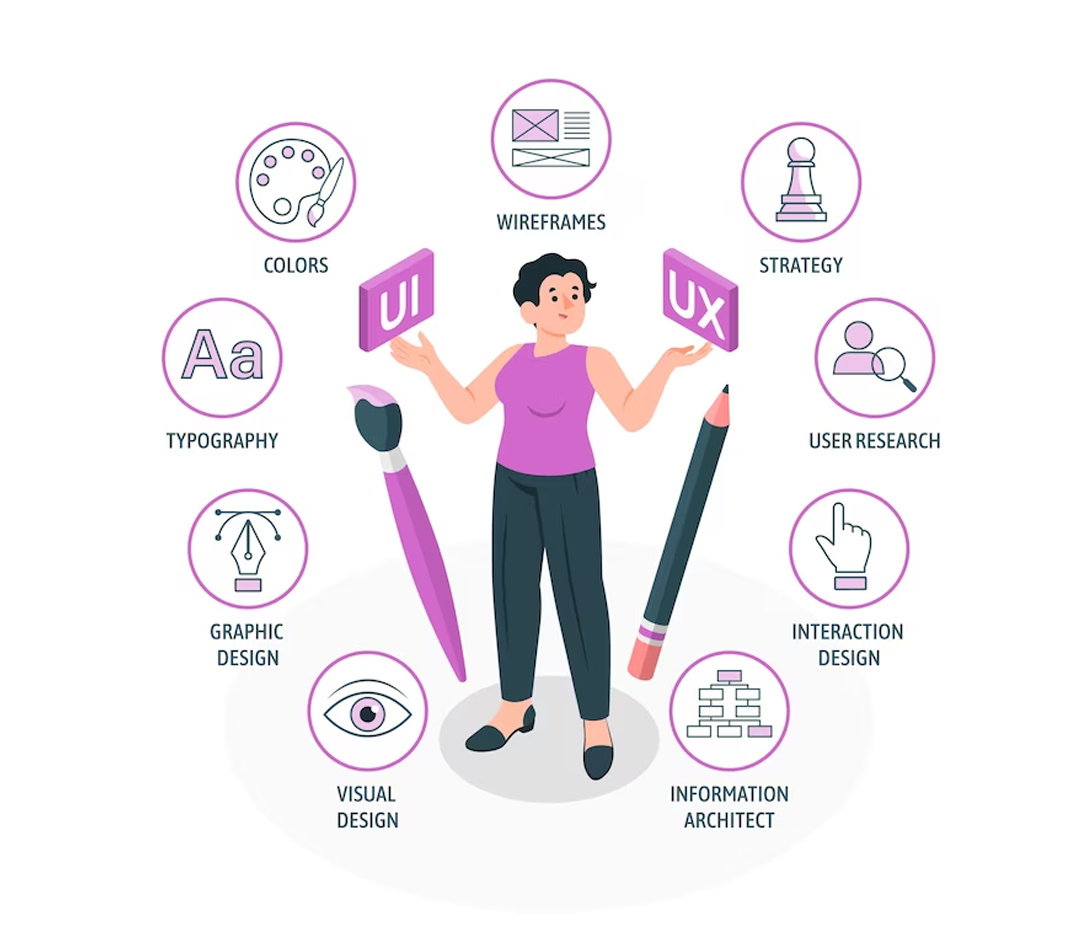 WIREFRAMES
COLORS
STRATEGY
UI
UX
Aa
TYPOGRAPHY
USER RESEARCH
GRAPHIC
DESIGN
INTERACTION
DESIGN
VISUAL
DESIGN
INFORMATION
ARCHITECT